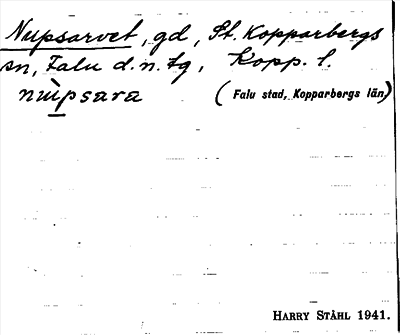 Nupsarvet, gd, St. Kopparbergs
sn, Falu d.n. tg, Kopp. l.
nùpsara (Falu stad, Kopparbergs län)
HARRY STÅHL 1941.